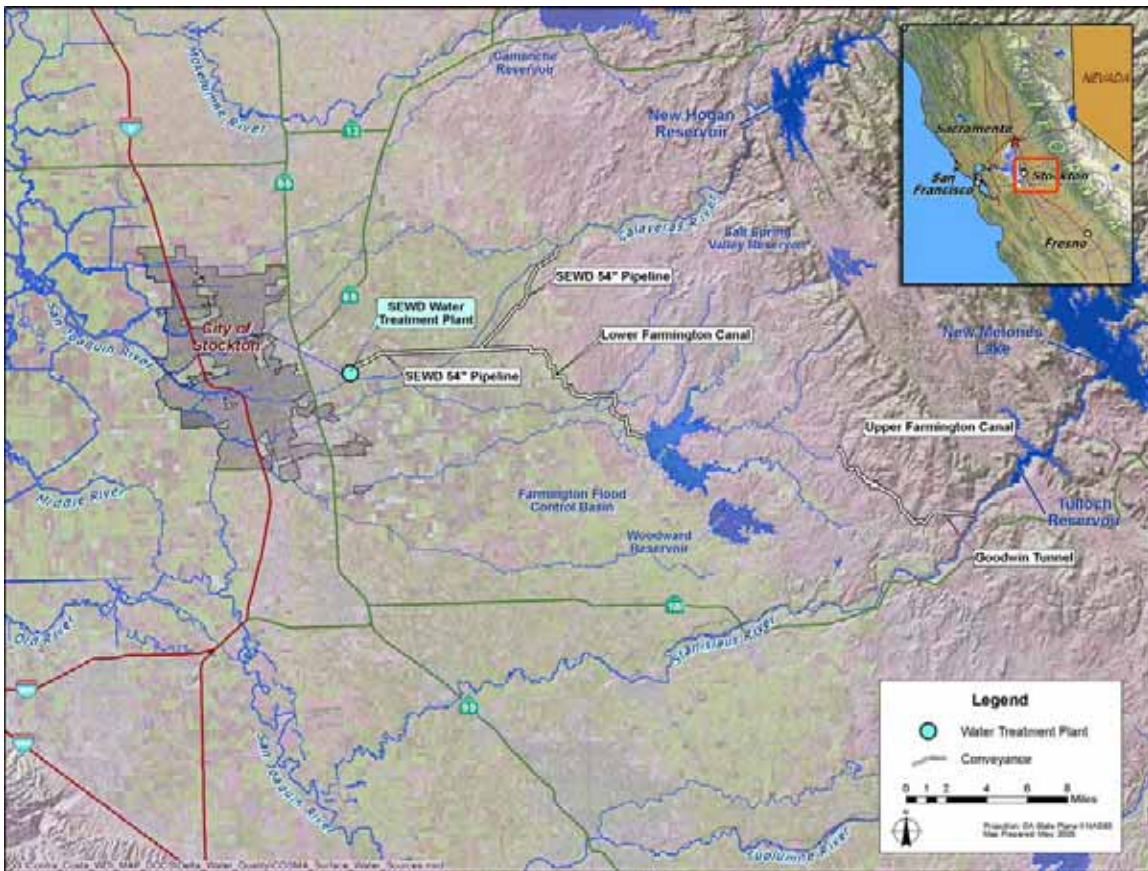 Mokelumne River
Camanche
Reservoir
New Hogan
Reservoir
NEVADA
Sacramento
San
Francisco
Stockton
Fresno
12
Calaveras River
Salt Spring
Valley Reservoir
SEWD 54" Pipeline
88
SEWD Water
Treatment Plant
City of
Stockton
San Joaquin River
Lower Farmington Canal
SEWD 54" Pipeline
New Melones
Lake
Upper Farmington Canal
Middle River
Farmington Flood
Control Basin
Tulloch
Reservoir
Woodward
Reservoir
Goodwin Tunnel
Old River
Stanislaus River
99
San Joaquin River
Legend
Water Treatment Plant
Conveyance
0 1 2 4 6 8
Miles
Tuolumne River